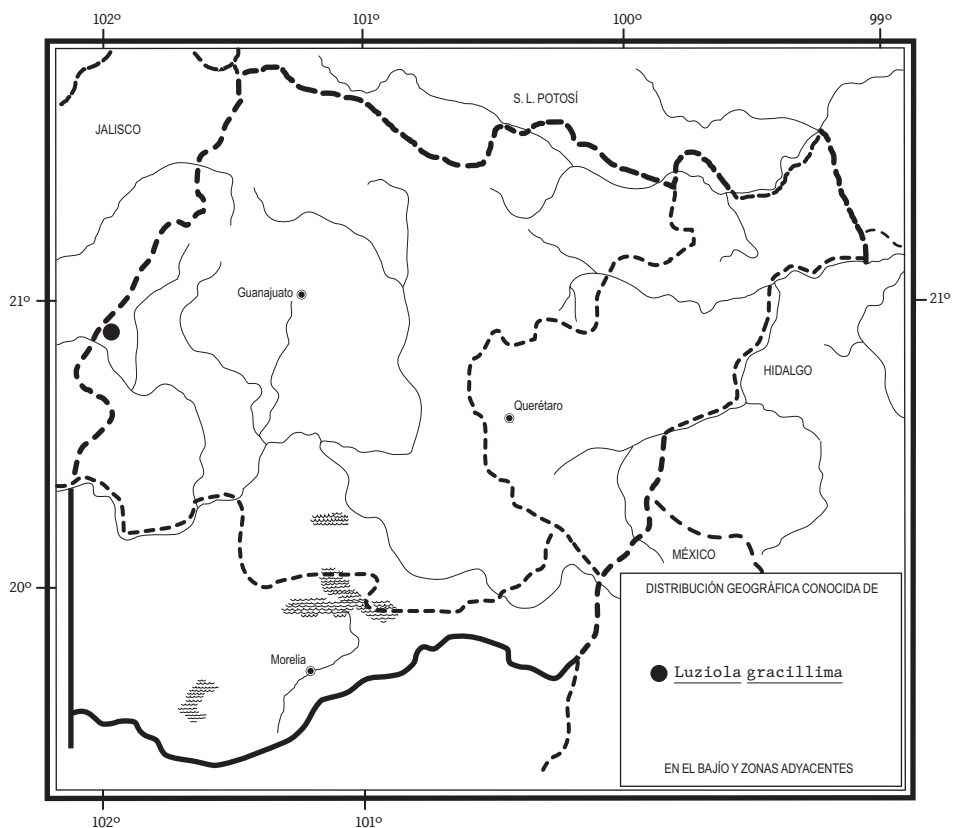 102º 101º 100º 99º
S. L. POTOSÍ
JALISCO
Guanajuato
21º 21º
HIDALGO
Querétaro
MÉXICO
20º
DISTRIBUCIÓN GEOGRÁFICA CONOCIDA DE
Morelia
Luziola gracillima
EN EL BAJÍO Y ZONAS ADYACENTES
102º 101º